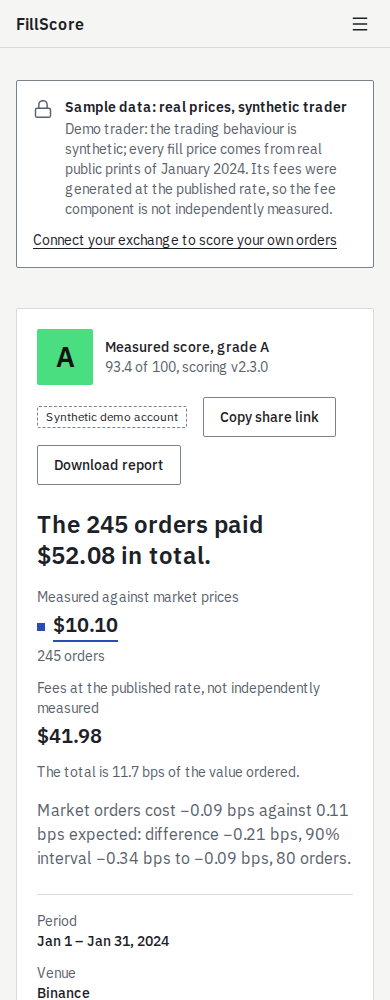 FillScore
Sample data: real prices, synthetic trader
Demo trader: the trading behaviour is
synthetic; every fill price comes from real
public prints of January 2024. Its fees were
generated at the published rate, so the fee
component is not independently measured.
Connect your exchange to score your own orders
A
Measured score, grade A
93.4 of 100, scoring v2.3.0
Synthetic demo account
Copy share link
Download report
The 245 orders paid
$52.08 in total.
Measured against market prices
$10.10
245 orders
Fees at the published rate, not independently
measured
$41.98
The total is 11.7 bps of the value ordered.
Market orders cost −0.09 bps against 0.11
bps expected: difference −0.21 bps, 90%
interval −0.34 bps to −0.09 bps, 80 orders.
Period
Jan 1 – Jan 31, 2024
Venue
Binance